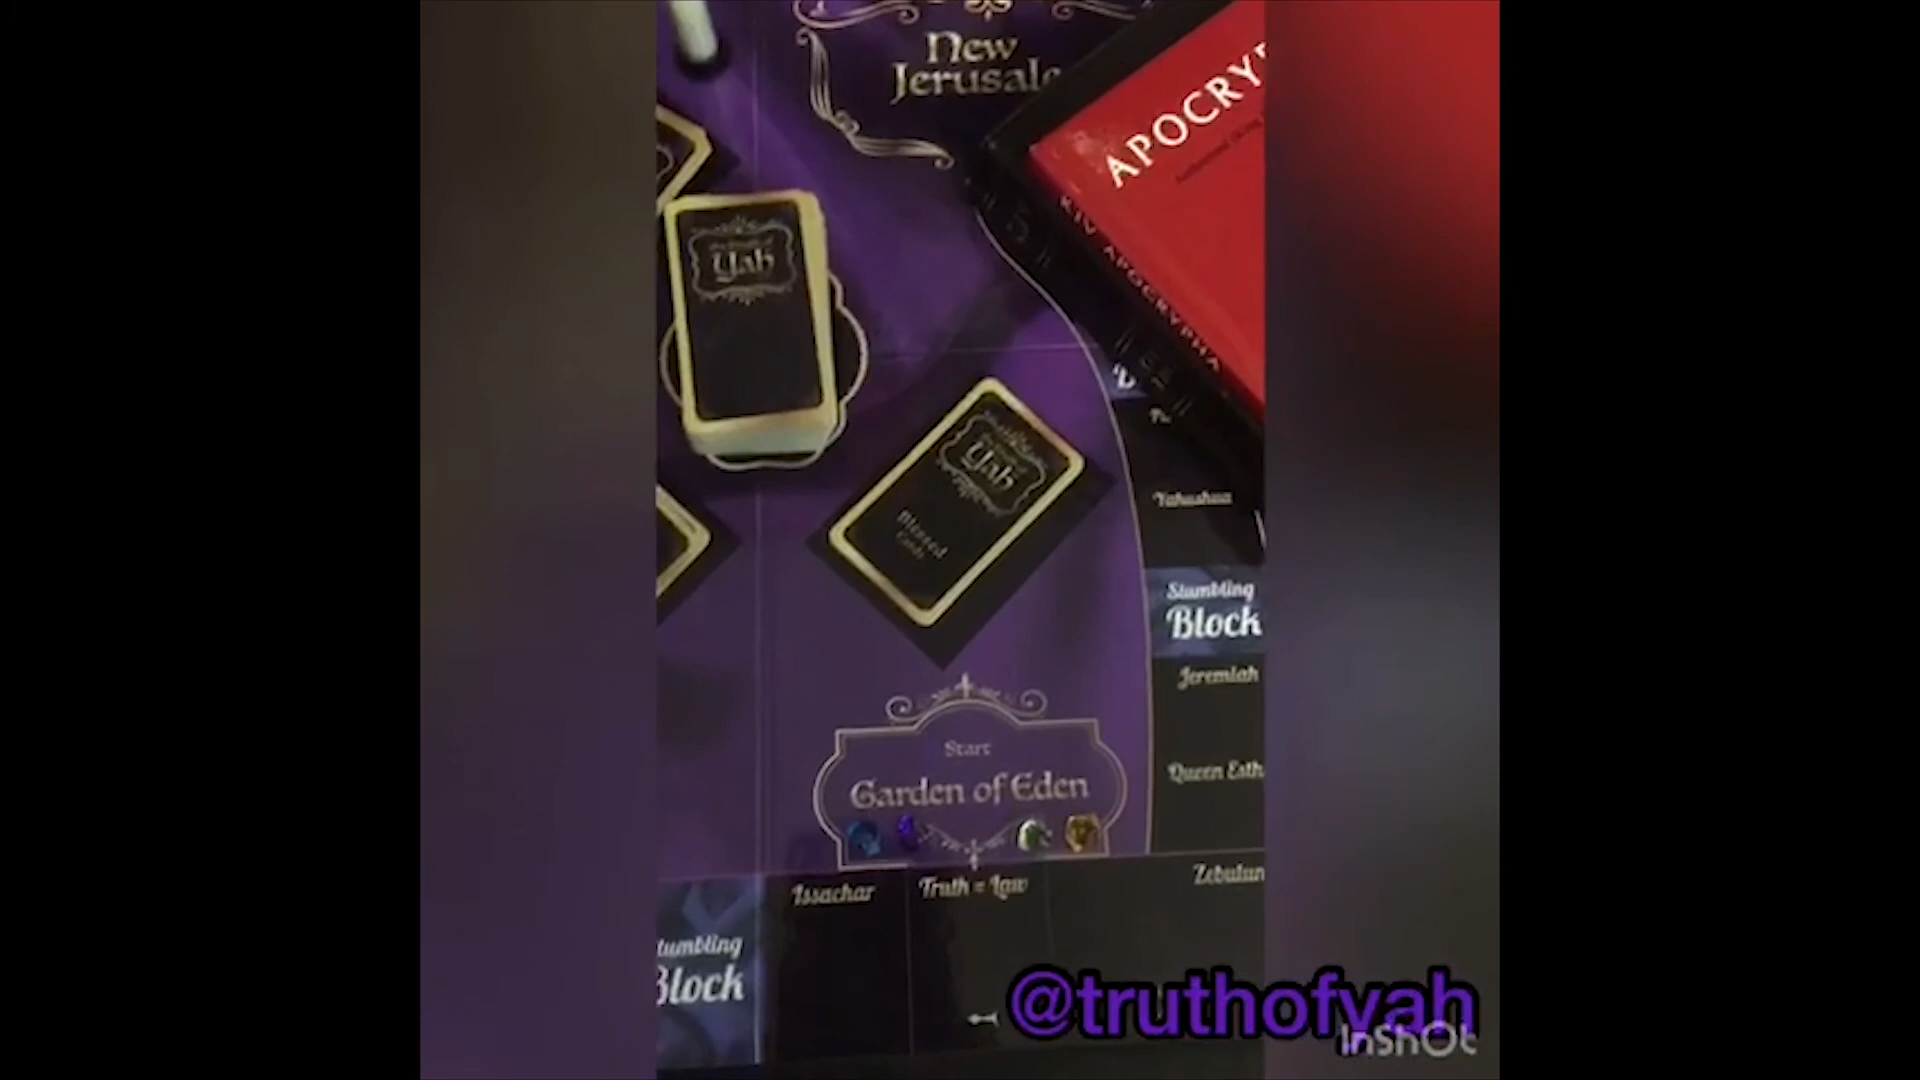 New
Jerusale
APOCRY
KJV APOCRYPHA
Yah
Yah
Blessed
Cards
Yahushua
Stumbling
Block
Jeremiah
Queen Esth
Start
Garden of Eden
Issachar
Truth = Law
Zebulun
tumbling
Block
@truthofyah
InShOt